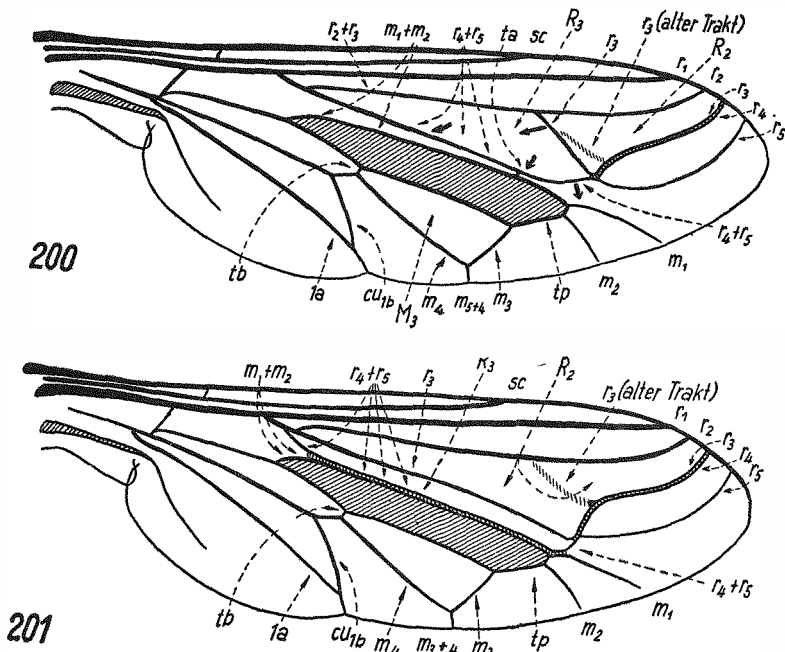 r₂+r₃ m₁+m₂ r₄+r₅ ta sc R₃ r₃ r₃(alter Trakt) R₂
r₁ r₂ r₃ r₄ r₅
r₄+r₅
200
tb 1a cu₁b M₃ m₄ m₅₊₄ m₃ tp m₂ m₁
m₁+m₂ r₄+r₅ r₃ R₃ sc R₂ r₃(alter Trakt)
r₁ r₂ r₃ r₄ r₅
r₄+r₅
201
tb 1a cu₁b m₄ m₃₊₄ m₃ tp m₂ m₁